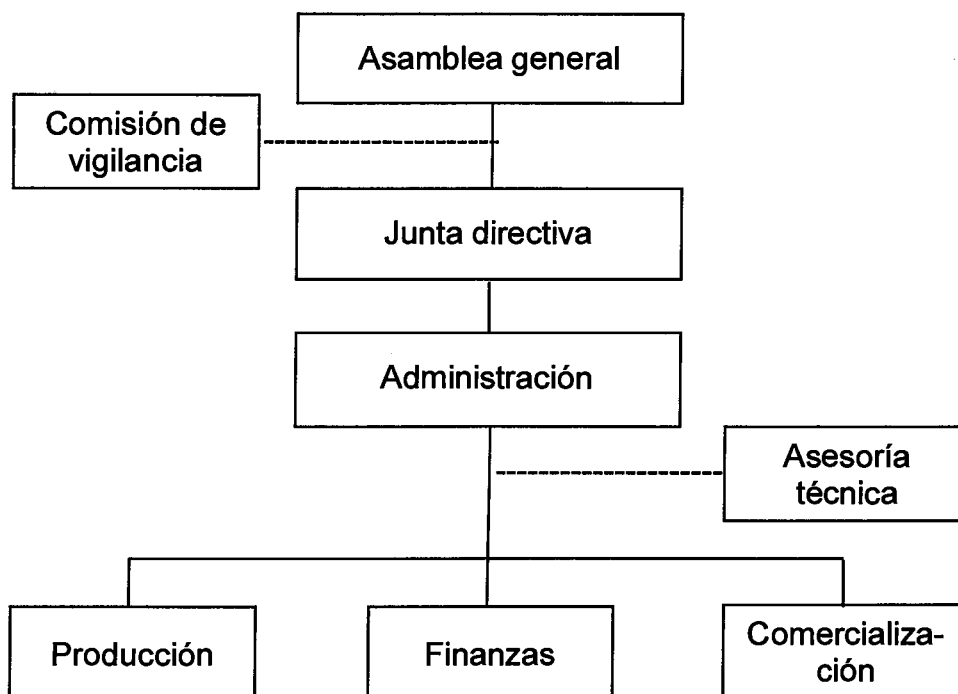 Asamblea general
Comisión de
vigilancia
Junta directiva
Administración
Asesoría
técnica
Producción
Finanzas
Comercializa-
ción